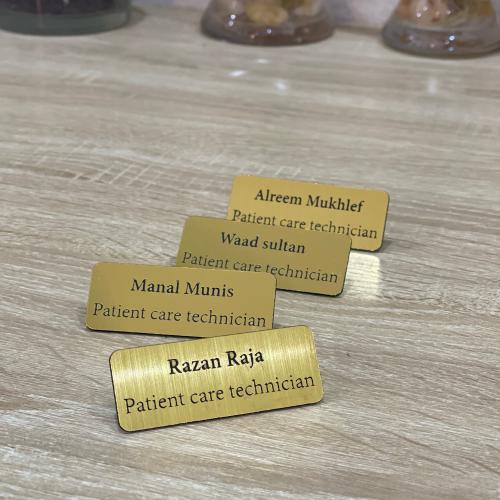 Alreem Mukhlef
Patient care technician
Waad sultan
Patient care technician
Manal Munis
Patient care technician
Razan Raja
Patient care technician